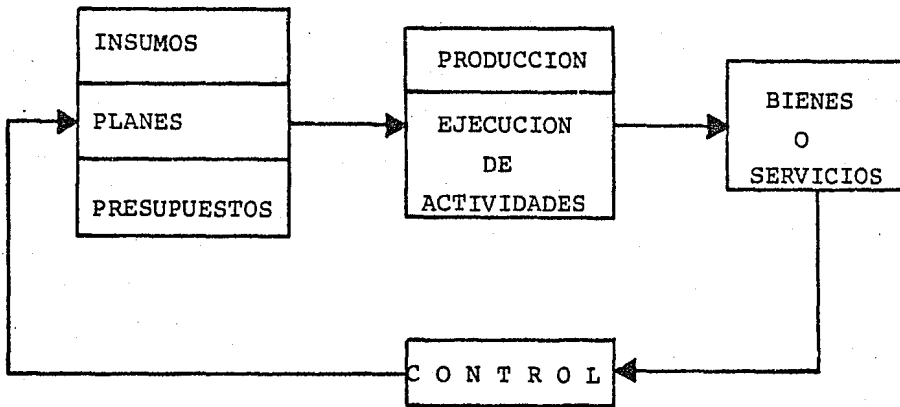 INSUMOS
PLANES
PRESUPUESTOS
PRODUCCION
EJECUCION
DE
ACTIVIDADES
BIENES
O
SERVICIOS
C O N T R O L